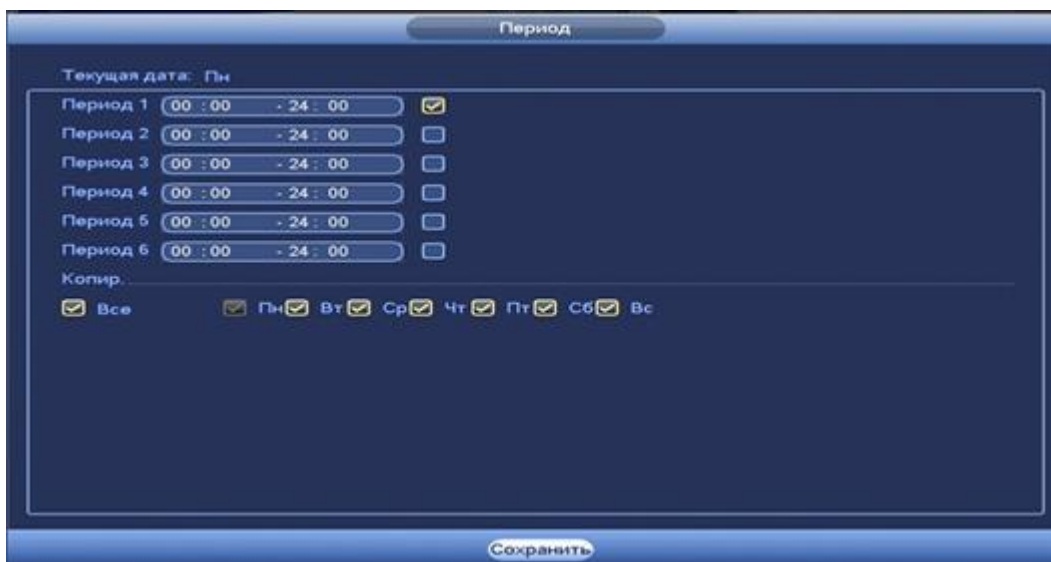 Период
Текущая дата: Пн
Период 1 00 : 00 - 24 : 00
Период 2 00 : 00 - 24 : 00
Период 3 00 : 00 - 24 : 00
Период 4 00 : 00 - 24 : 00
Период 5 00 : 00 - 24 : 00
Период 6 00 : 00 - 24 : 00
Копир.
Все Пн Вт Ср Чт Пт Сб Вс
Сохранить